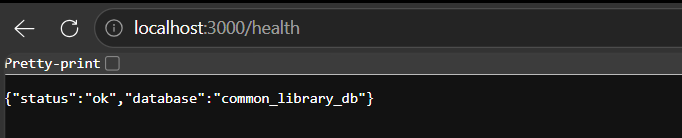 localhost:3000/health
Pretty-print
{"status":"ok","database":"common_library_db"}